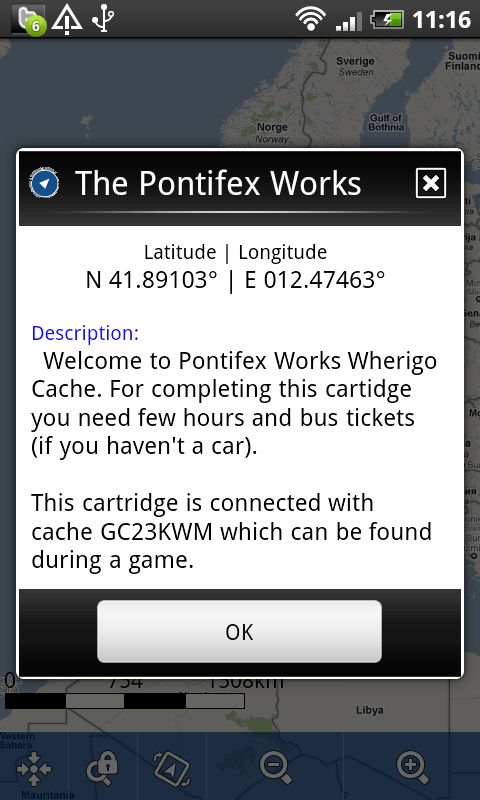 6
11:16
Sverige
Sweden
Suomi
Finland
Norge
Norway
Gulf of
Bothnia
The Pontifex Works
Latitude | Longitude
N 41.89103° | E 012.47463°
Description:
Welcome to Pontifex Works Wherigo
Cache. For completing this cartidge
you need few hours and bus tickets
(if you haven't a car).
This cartridge is connected with
cache GC23KWM which can be found
during a game.
OK
0 754 1508km
Libya
Western
Sahara
Mauritania